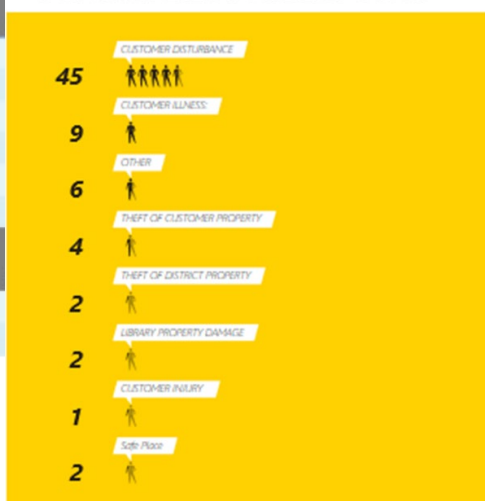 CUSTOMER DISTURBANCE
45
CUSTOMER ILLNESS:
9
OTHER
6
THEFT OF CUSTOMER PROPERTY
4
THEFT OF DISTRICT PROPERTY
2
LIBRARY PROPERTY DAMAGE
2
CUSTOMER INJURY
1
Safe Place
2